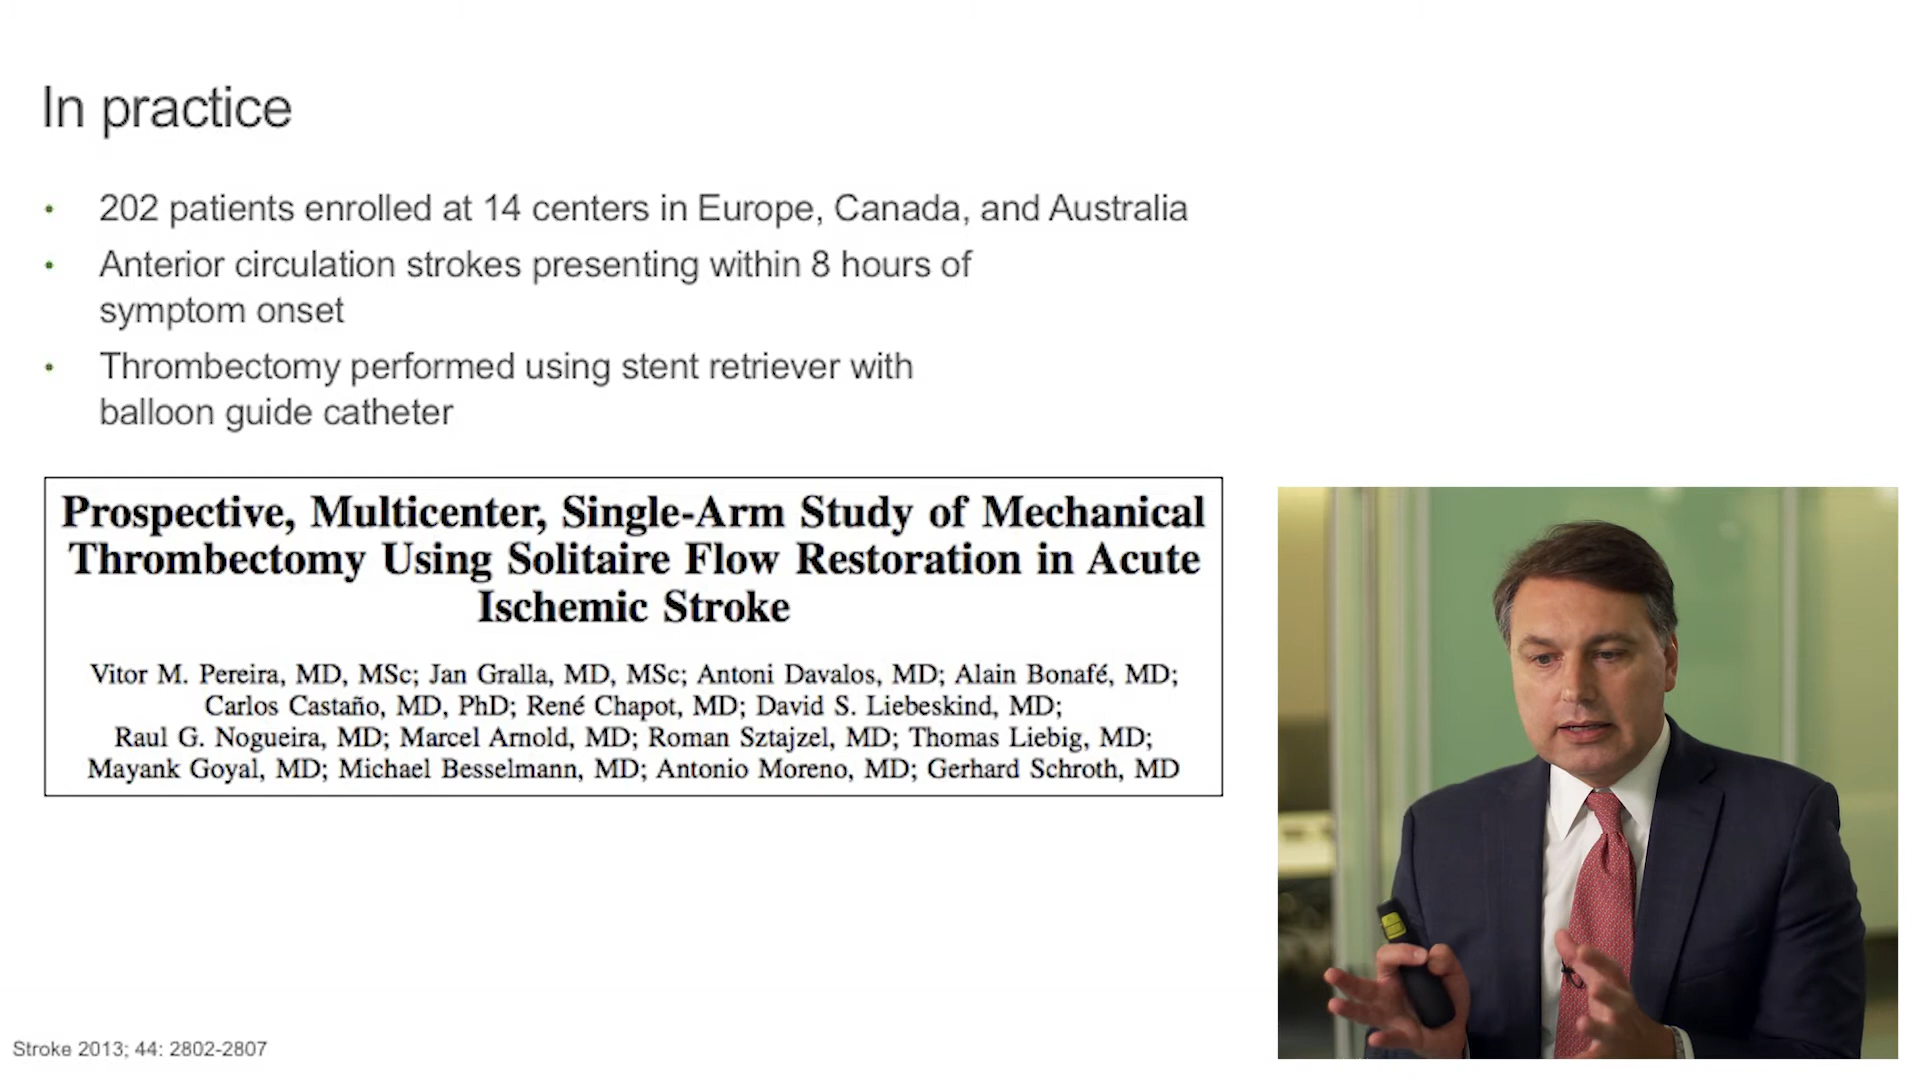 In practice
• 202 patients enrolled at 14 centers in Europe, Canada, and Australia
• Anterior circulation strokes presenting within 8 hours of
symptom onset
• Thrombectomy performed using stent retriever with
balloon guide catheter
Prospective, Multicenter, Single-Arm Study of Mechanical
Thrombectomy Using Solitaire Flow Restoration in Acute
Ischemic Stroke
Vitor M. Pereira, MD, MSc; Jan Gralla, MD, MSc; Antoni Davalos, MD; Alain Bonafé, MD;
Carlos Castaño, MD, PhD; René Chapot, MD; David S. Liebeskind, MD;
Raul G. Nogueira, MD; Marcel Arnold, MD; Roman Sztajzel, MD; Thomas Liebig, MD;
Mayank Goyal, MD; Michael Besselmann, MD; Antonio Moreno, MD; Gerhard Schroth, MD
Stroke 2013; 44: 2802-2807